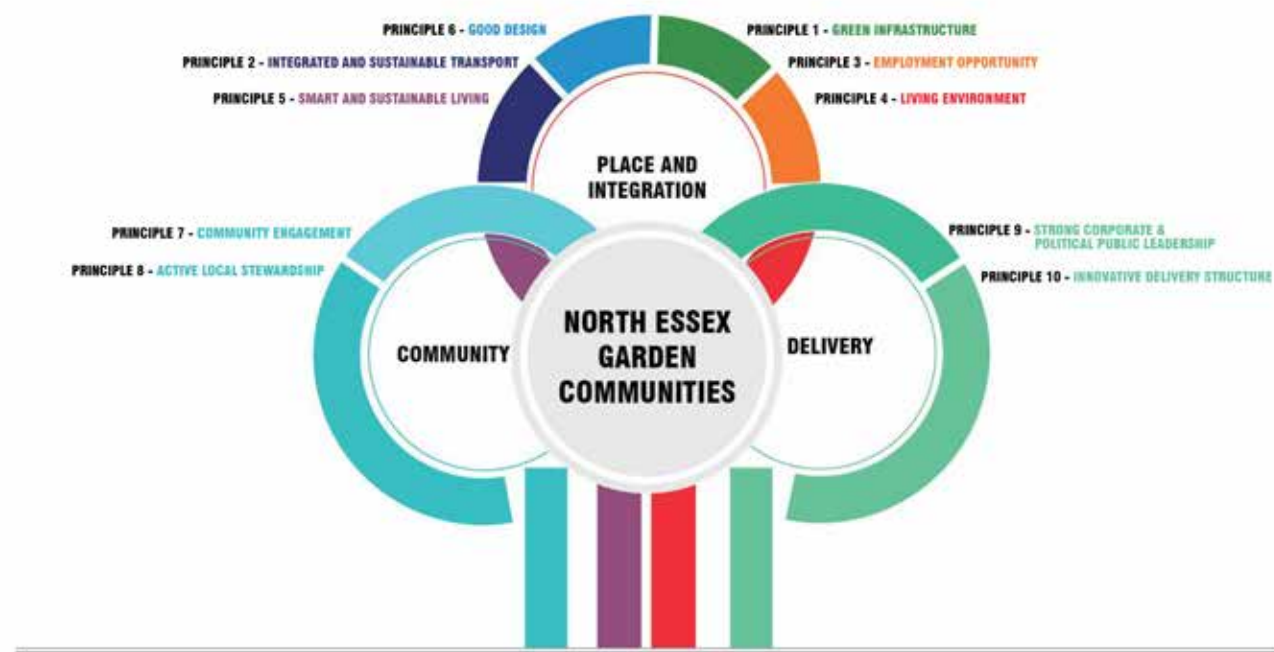 PRINCIPLE 6 - GOOD DESIGN
PRINCIPLE 1 - GREEN INFRASTRUCTURE
PRINCIPLE 2 - INTEGRATED AND SUSTAINABLE TRANSPORT
PRINCIPLE 3 - EMPLOYMENT OPPORTUNITY
PRINCIPLE 5 - SMART AND SUSTAINABLE LIVING
PRINCIPLE 4 - LIVING ENVIRONMENT
PLACE AND
INTEGRATION
PRINCIPLE 7 - COMMUNITY ENGAGEMENT
PRINCIPLE 8 - ACTIVE LOCAL STEWARDSHIP
PRINCIPLE 9 - STRONG CORPORATE &
POLITICAL PUBLIC LEADERSHIP
PRINCIPLE 10 - INNOVATIVE DELIVERY STRUCTURE
COMMUNITY
NORTH ESSEX
GARDEN
COMMUNITIES
DELIVERY